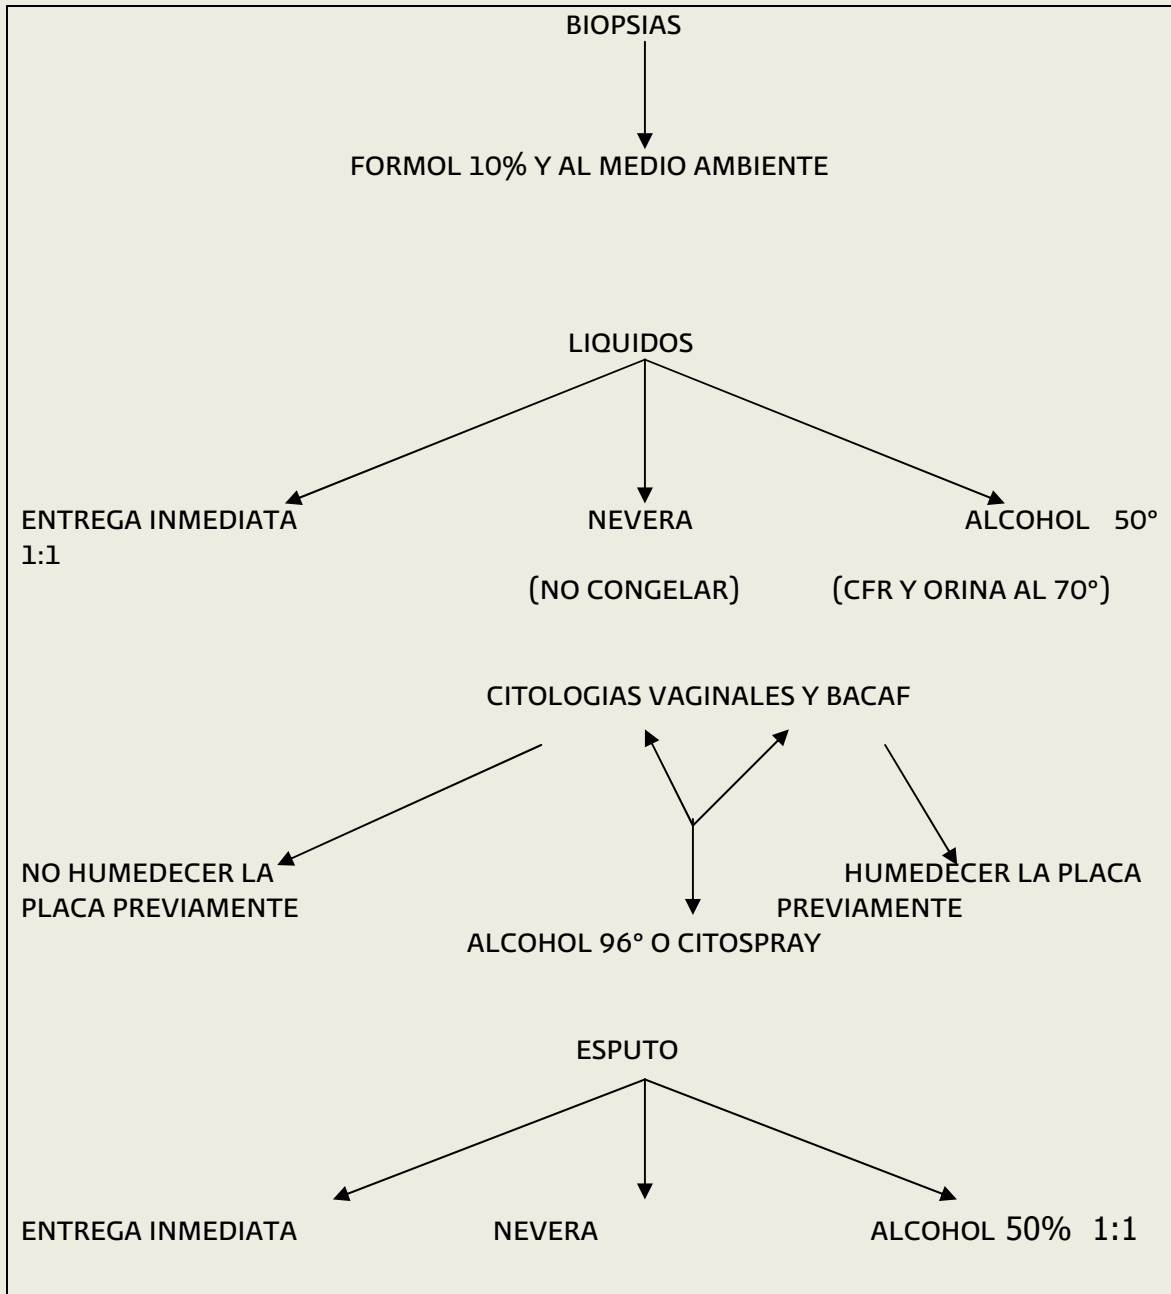 BIOPSIAS
FORMOL 10% Y AL MEDIO AMBIENTE
LIQUIDOS
ENTREGA INMEDIATA NEVERA ALCOHOL 50°
1:1
(NO CONGELAR) (CFR Y ORINA AL 70°)
CITOLOGIAS VAGINALES Y BACAF
NO HUMEDECER LA HUMEDECER LA PLACA
PLACA PREVIAMENTE PREVIAMENTE
ALCOHOL 96° O CITOSPRAY
ESPUTO
ENTREGA INMEDIATA NEVERA ALCOHOL 50% 1:1